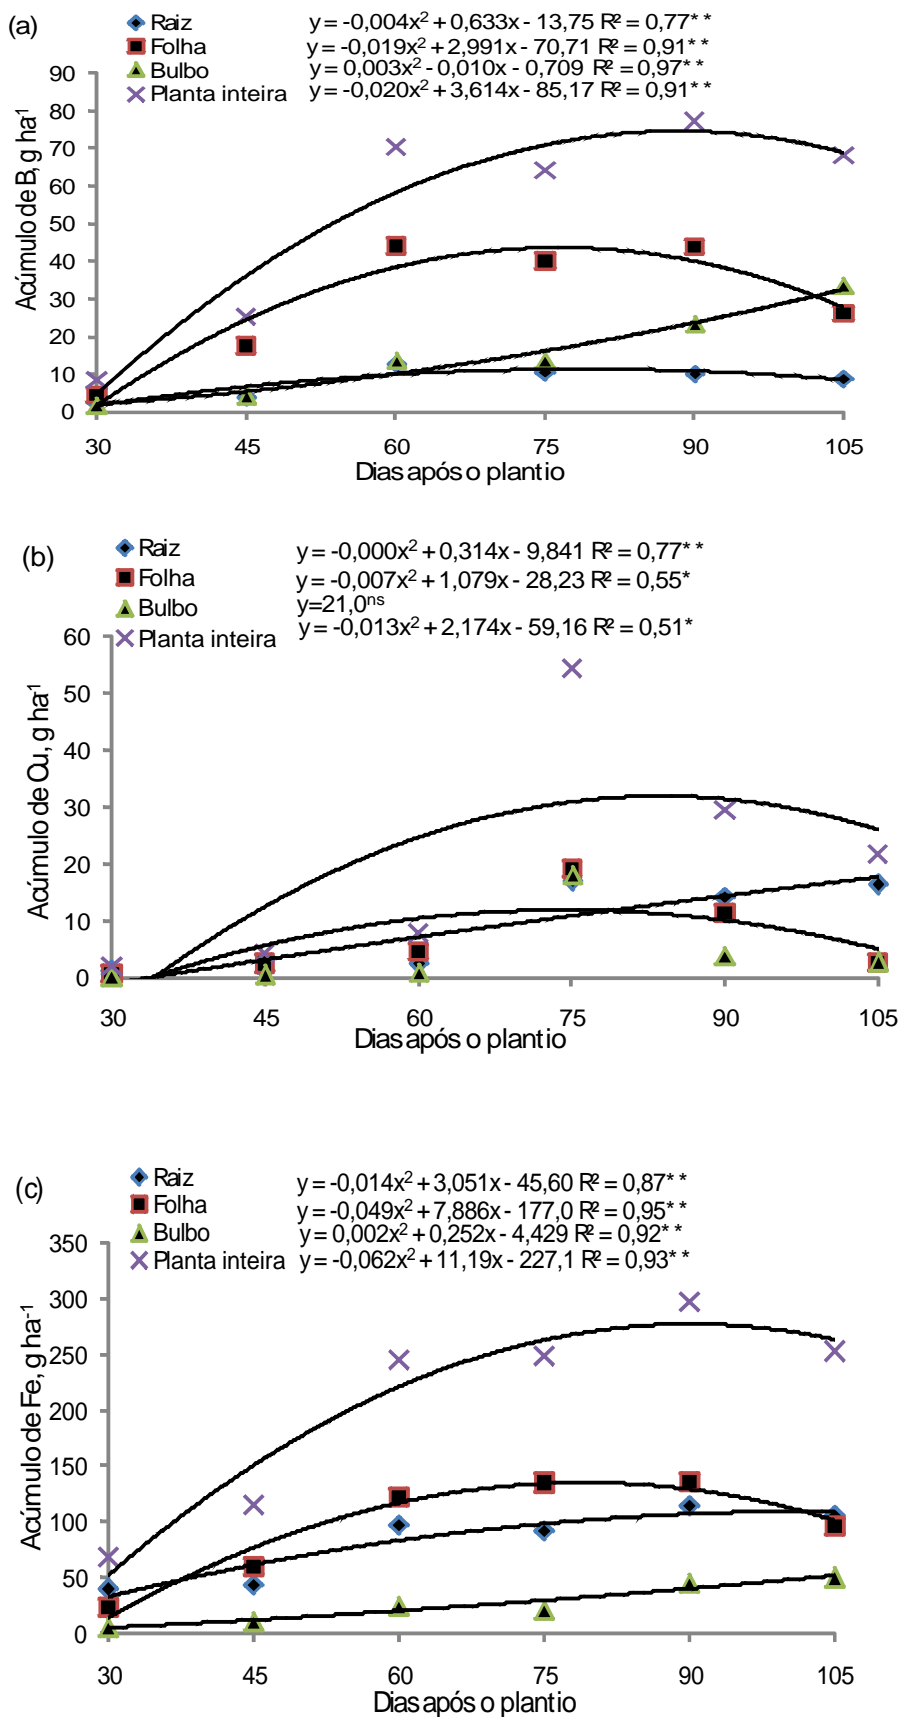 (a)
Raiz y = -0,004x² + 0,633x - 13,75 R² = 0,77**
Folha y = -0,019x² + 2,991x - 70,71 R² = 0,91**
Bulbo y = 0,003x² - 0,010x - 0,709 R² = 0,97**
Planta inteira y = -0,020x² + 3,614x - 85,17 R² = 0,91**
Acúmulo de B, g ha⁻¹
90
80
70
60
50
40
30
20
10
0
30 45 60 75 90 105
Dias após o plantio
(b)
Raiz y = -0,000x² + 0,314x - 9,841 R² = 0,77**
Folha y = -0,007x² + 1,079x - 28,23 R² = 0,55*
Bulbo y=21,0ⁿˢ
Planta inteira y = -0,013x² + 2,174x - 59,16 R² = 0,51*
Acúmulo de Cu, g ha⁻¹
60
50
40
30
20
10
0
30 45 60 75 90 105
Dias após o plantio
(c)
Raiz y = -0,014x² + 3,051x - 45,60 R² = 0,87**
Folha y = -0,049x² + 7,886x - 177,0 R² = 0,95**
Bulbo y = 0,002x² + 0,252x - 4,429 R² = 0,92**
Planta inteira y = -0,062x² + 11,19x - 227,1 R² = 0,93**
Acúmulo de Fe, g ha⁻¹
350
300
250
200
150
100
50
0
30 45 60 75 90 105
Dias após o plantio